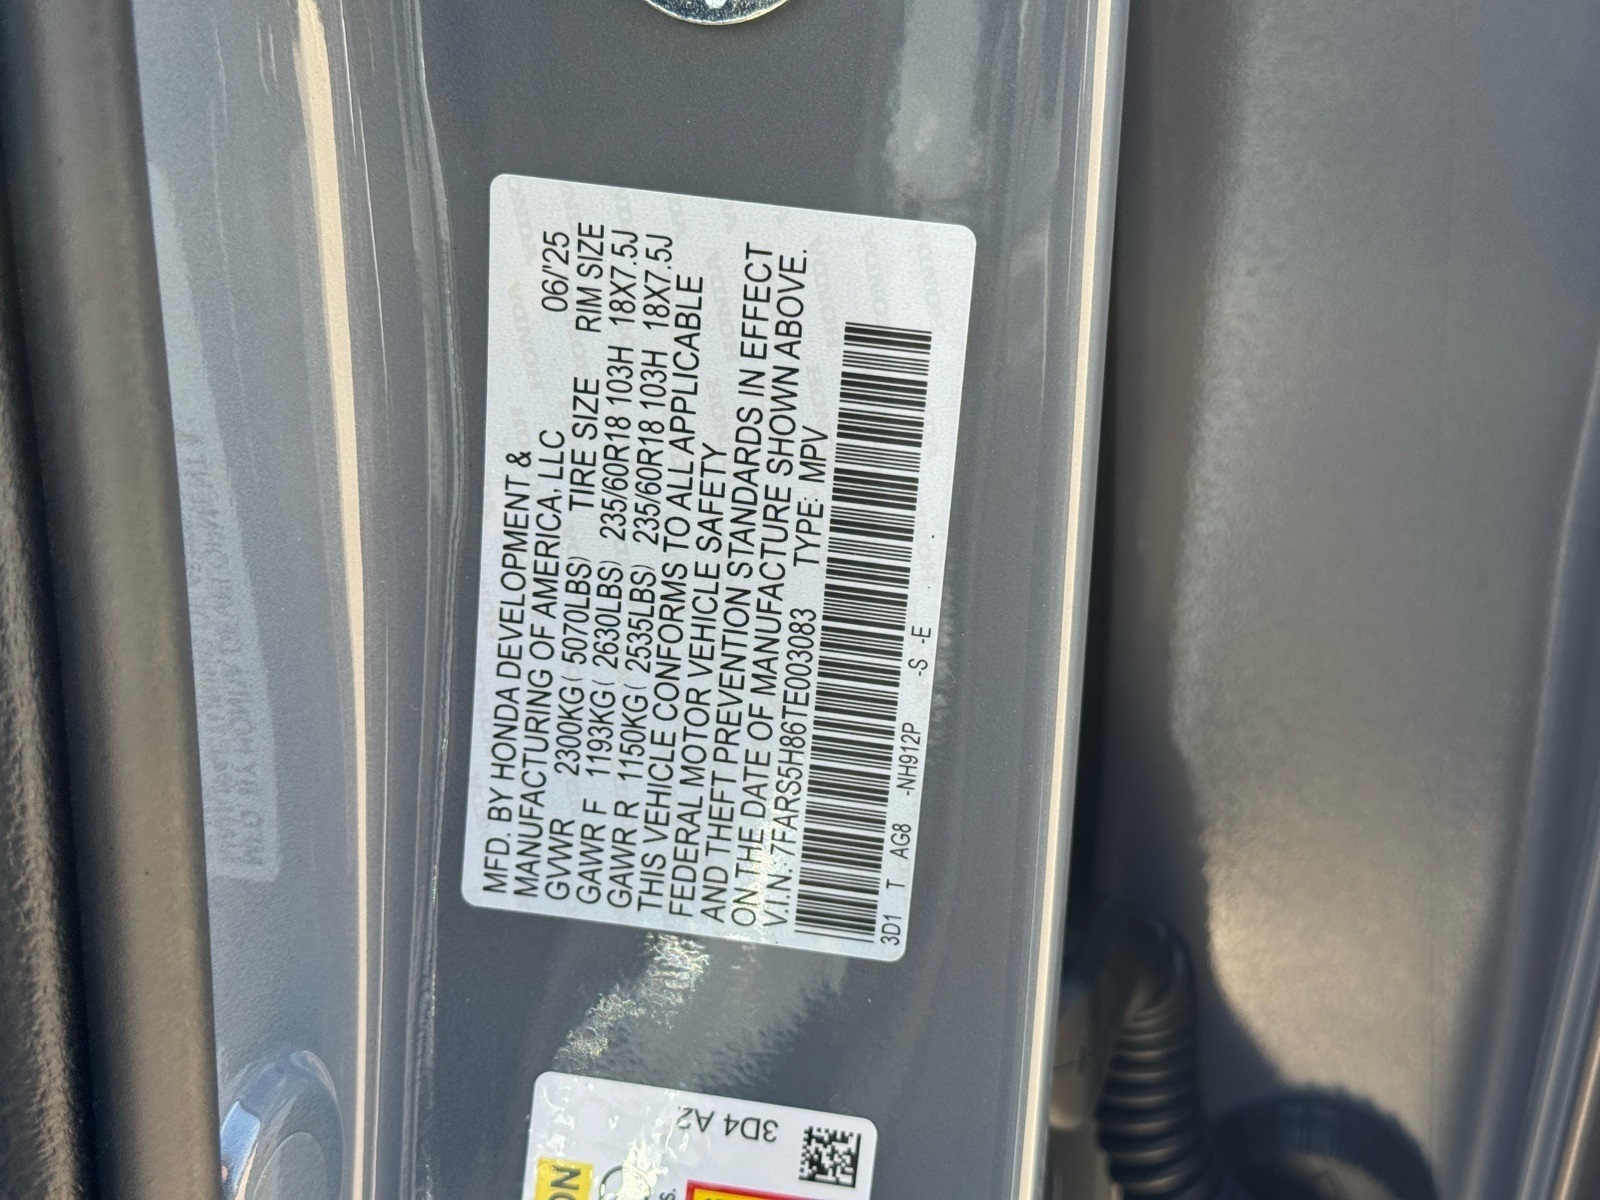 MFD. BY HONDA DEVELOPMENT &
MANUFACTURING OF AMERICA, LLC 06/'25
GVWR 2300KG( 5070LBS) TIRE SIZE RIM SIZE
GAWR F 1193KG( 2630LBS) 235/60R18 103H 18X7.5J
GAWR R 1150KG( 2535LBS) 235/60R18 103H 18X7.5J
THIS VEHICLE CONFORMS TO ALL APPLICABLE
FEDERAL MOTOR VEHICLE SAFETY
AND THEFT PREVENTION STANDARDS IN EFFECT
ON THE DATE OF MANUFACTURE SHOWN ABOVE.
V.I.N.: 7FARS5H86TE003083 TYPE: MPV
3D1 T AG8 -NH912P -S -E
3D4 A2